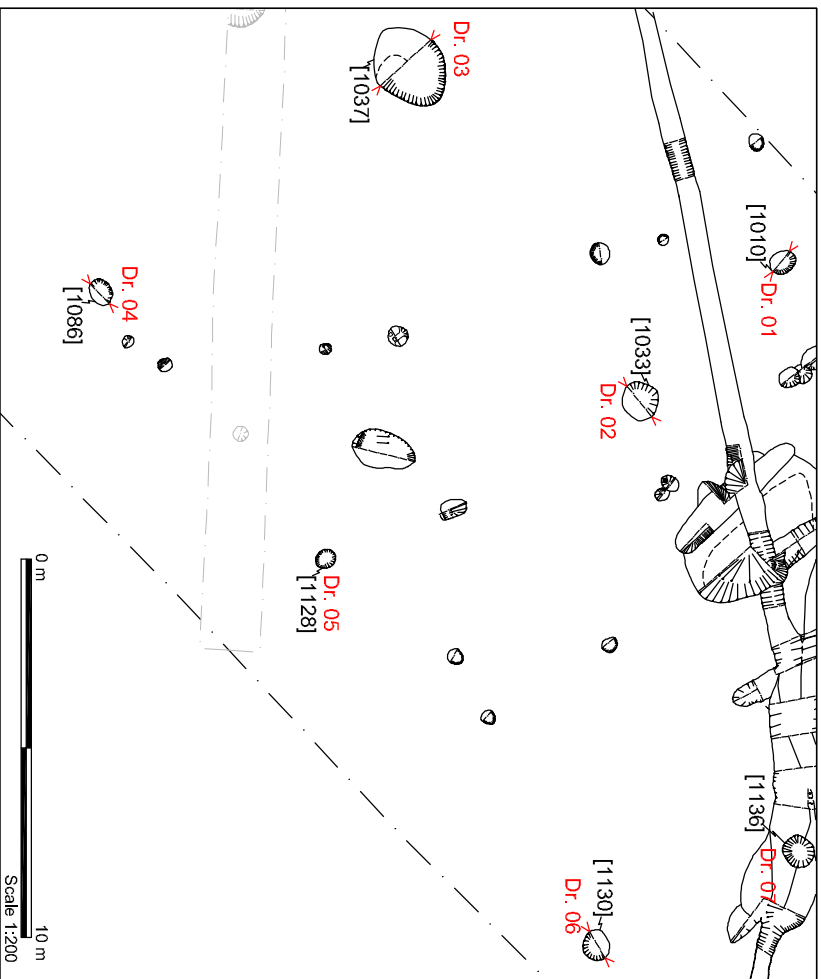 Dr. 03
[1037]
[1010]
Dr. 01
Dr. 04
[1086]
[1033]
Dr. 02
Dr. 05
[1128]
[1136]
Dr. 07
[1130]
Dr. 06
0 m
10 m
Scale 1:200